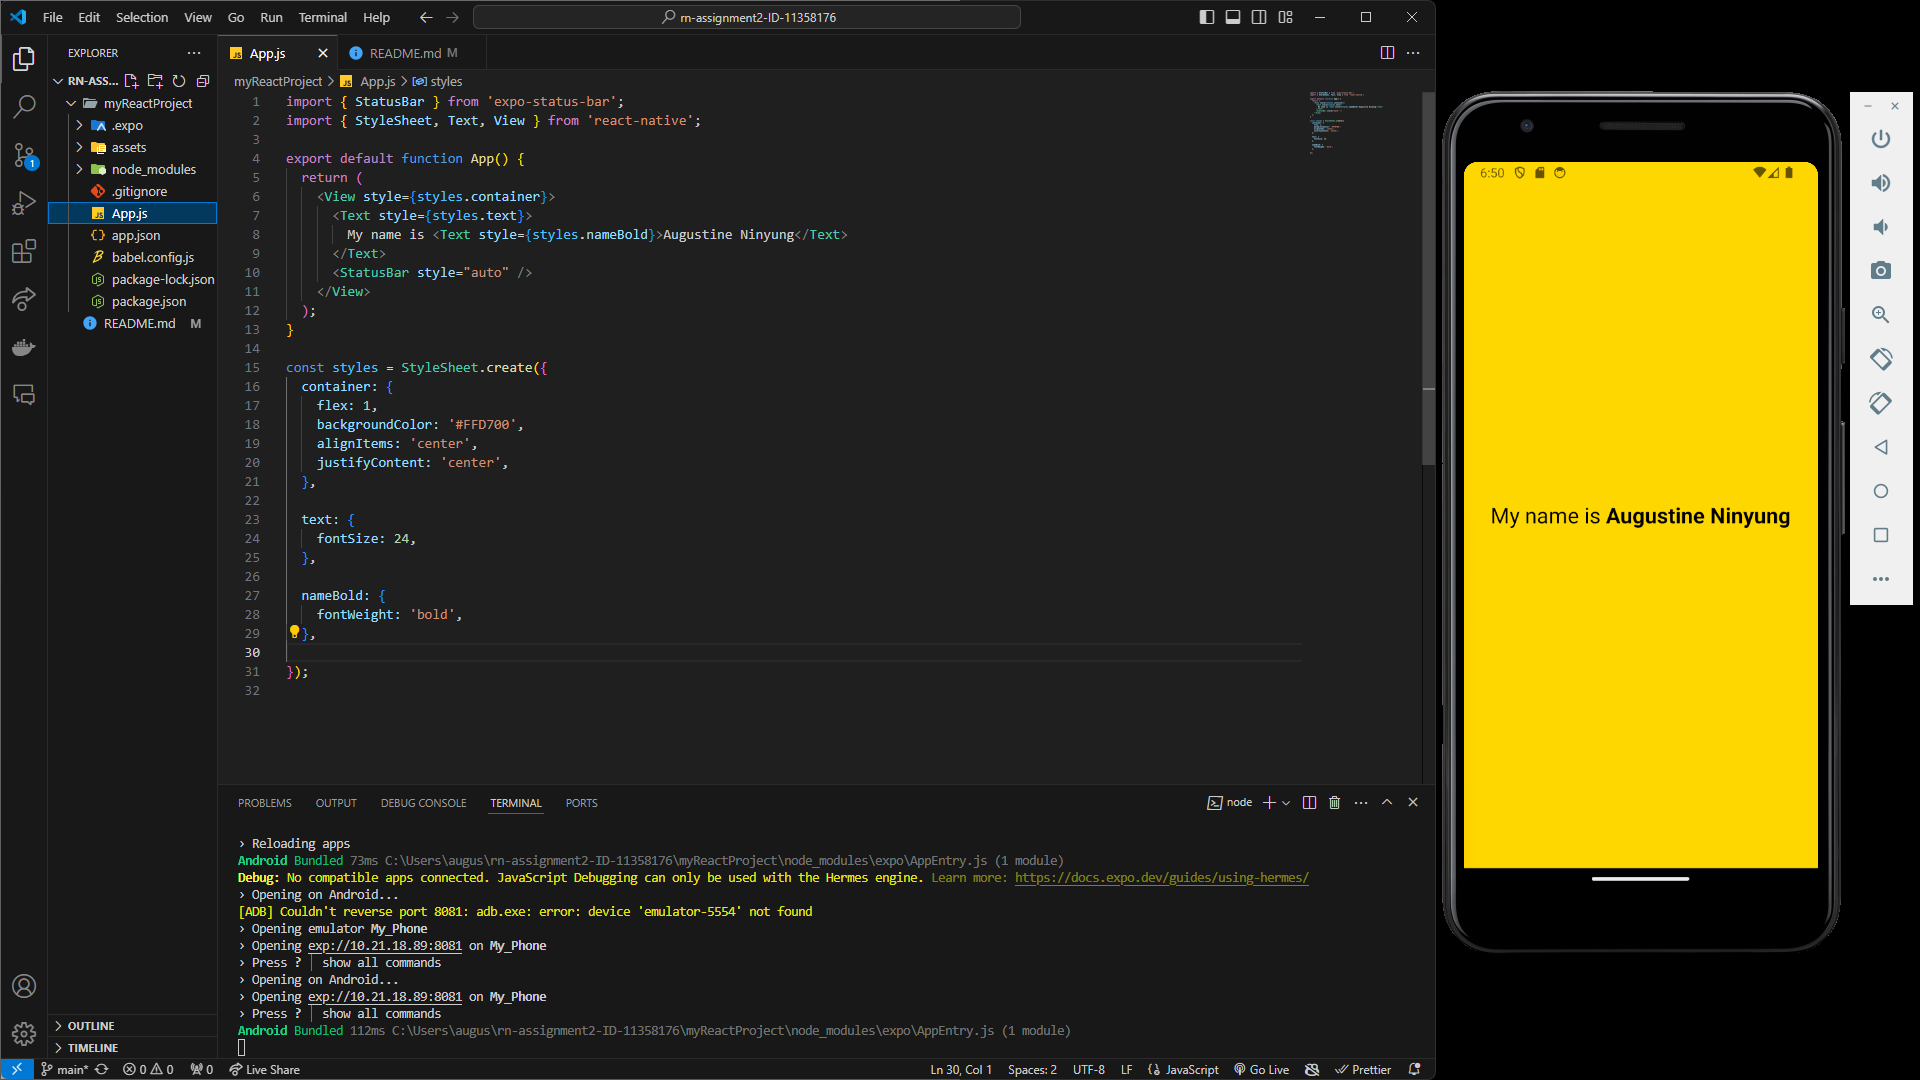 File Edit Selection View Go Run Terminal Help
rn-assignment2-ID-11358176
EXPLORER
RN-ASS...
myReactProject
.expo
assets
node_modules
.gitignore
App.js
app.json
babel.config.js
package-lock.json
package.json
README.md M
OUTLINE
TIMELINE
1
App.js
README.md M
myReactProject > App.js > styles
1 import { StatusBar } from 'expo-status-bar';
2 import { StyleSheet, Text, View } from 'react-native';
3
4 export default function App() {
5 return (
6 <View style={styles.container}>
7 <Text style={styles.text}>
8 My name is <Text style={styles.nameBold}>Augustine Ninyung</Text>
9 </Text>
10 <StatusBar style="auto" />
11 </View>
12 );
13 }
14
15 const styles = StyleSheet.create({
16 container: {
17 flex: 1,
18 backgroundColor: '#FFD700',
19 alignItems: 'center',
20 justifyContent: 'center',
21 },
22
23 text: {
24 fontSize: 24,
25 },
26
27 nameBold: {
28 fontWeight: 'bold',
29 },
30
31 });
32
PROBLEMS OUTPUT DEBUG CONSOLE TERMINAL PORTS
node
› Reloading apps
Android Bundled 73ms C:\Users\augus\rn-assignment2-ID-11358176\myReactProject\node_modules\expo\AppEntry.js (1 module)
Debug: No compatible apps connected. JavaScript Debugging can only be used with the Hermes engine. Learn more: https://docs.expo.dev/guides/using-hermes/
› Opening on Android...
[ADB] Couldn't reverse port 8081: adb.exe: error: device 'emulator-5554' not found
› Opening emulator My_Phone
› Opening exp://10.21.18.89:8081 on My_Phone
› Press ? │ show all commands
› Opening on Android...
› Opening exp://10.21.18.89:8081 on My_Phone
› Press ? │ show all commands
Android Bundled 112ms C:\Users\augus\rn-assignment2-ID-11358176\myReactProject\node_modules\expo\AppEntry.js (1 module)
main* 0 0 0 Live Share
Ln 30, Col 1 Spaces: 2 UTF-8 LF JavaScript Go Live Prettier
6:50
My name is Augustine Ninyung